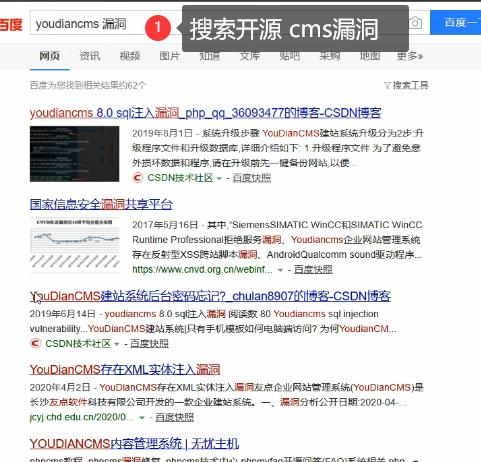 百度
youdiancms 漏洞
1
搜索开源 cms漏洞
百度一
网页 资讯 视频 图片 知道 文库 贴吧 采购 地图 更多»
百度为您找到相关结果约62个
搜索工具
youdiancms 8.0 sql注入漏洞_php_qq_36093477的博客-CSDN博客
2019年8月1日 - 系统升级步骤 YouDianCMS建站系统升级分为2步:升
级程序文件和升级数据库,详细介绍如下: 1.升级程序文件 为了避免意
外损坏数据和程序,请在升级前先一键备份网站,以便...
CSDN技术社区 - 百度快照
国家信息安全漏洞共享平台
2017年5月16日 - 其中,"SiemensSIMATIC WinCC和SIMATIC WinCC
Runtime Professional拒绝服务漏洞、Youdiancms企业网站管理系统
存在反射型XSS跨站脚本漏洞、AndroidQualcomm sound驱动程序...
https://www.cnvd.org.cn/webinf... - 百度快照
YouDianCMS建站系统后台密码忘记?_chulan8907的博客-CSDN博客
2019年6月14日 - youdiancms 8.0 sql注入漏洞 阅读数 80 Youdiancms sql injection
vulnerability...YouDianCMS建站系统|只有手机模板如何电脑端访问? 为何YouDianCM...
CSDN技术社区 - 百度快照
YouDianCMS存在XML实体注入漏洞
2020年4月2日 - YouDianCMS存在XML实体注入漏洞友点企业网站管理系统(YouDianCMS)是
长沙友点软件科技有限公司开发的一款企业建站系统。一、漏洞分析公开日期:2020-04-...
jcyj.chd.edu.cn/2020/0... - 百度快照
YOUDIANCMS内容管理系统 | 无忧主机